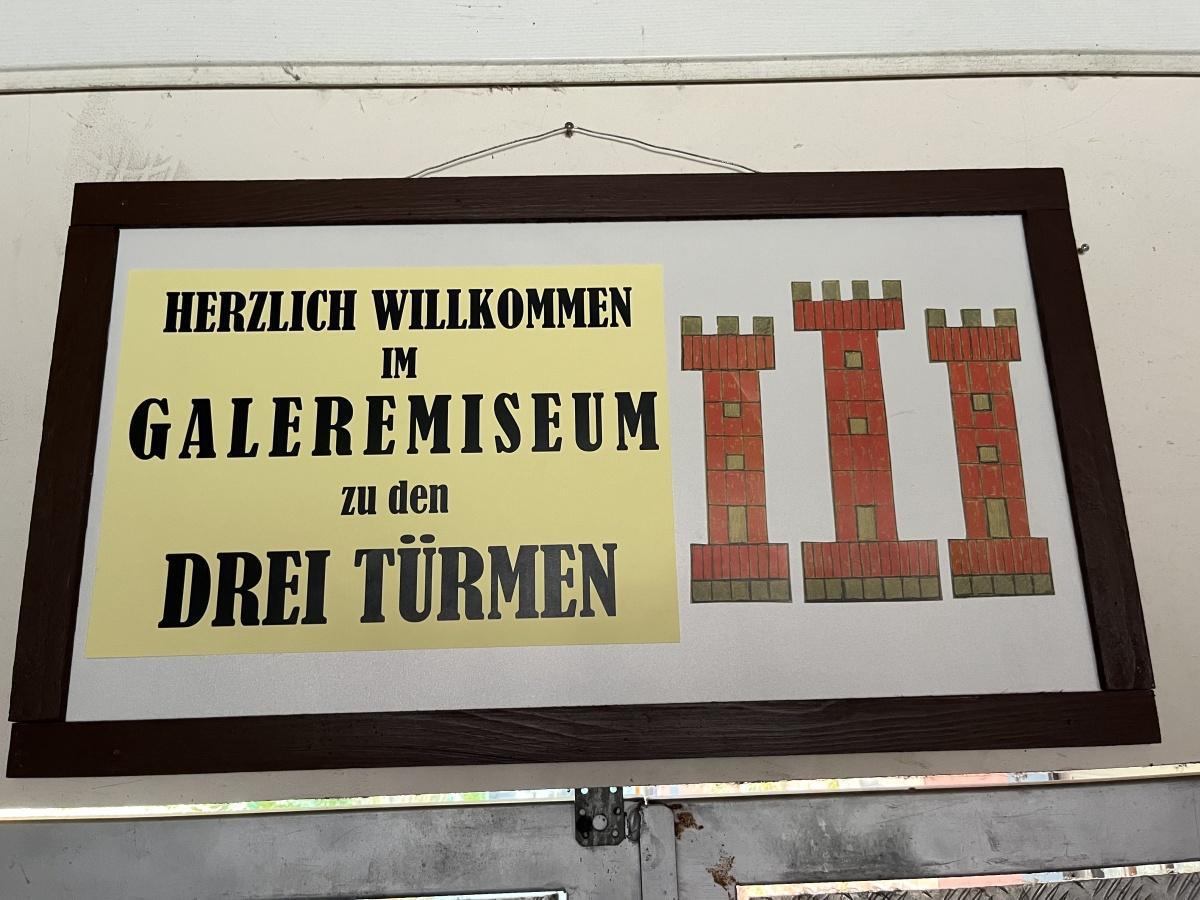 HERZLICH WILLKOMMEN
IM
GALEREMISEUM
zu den
DREI TÜRMEN